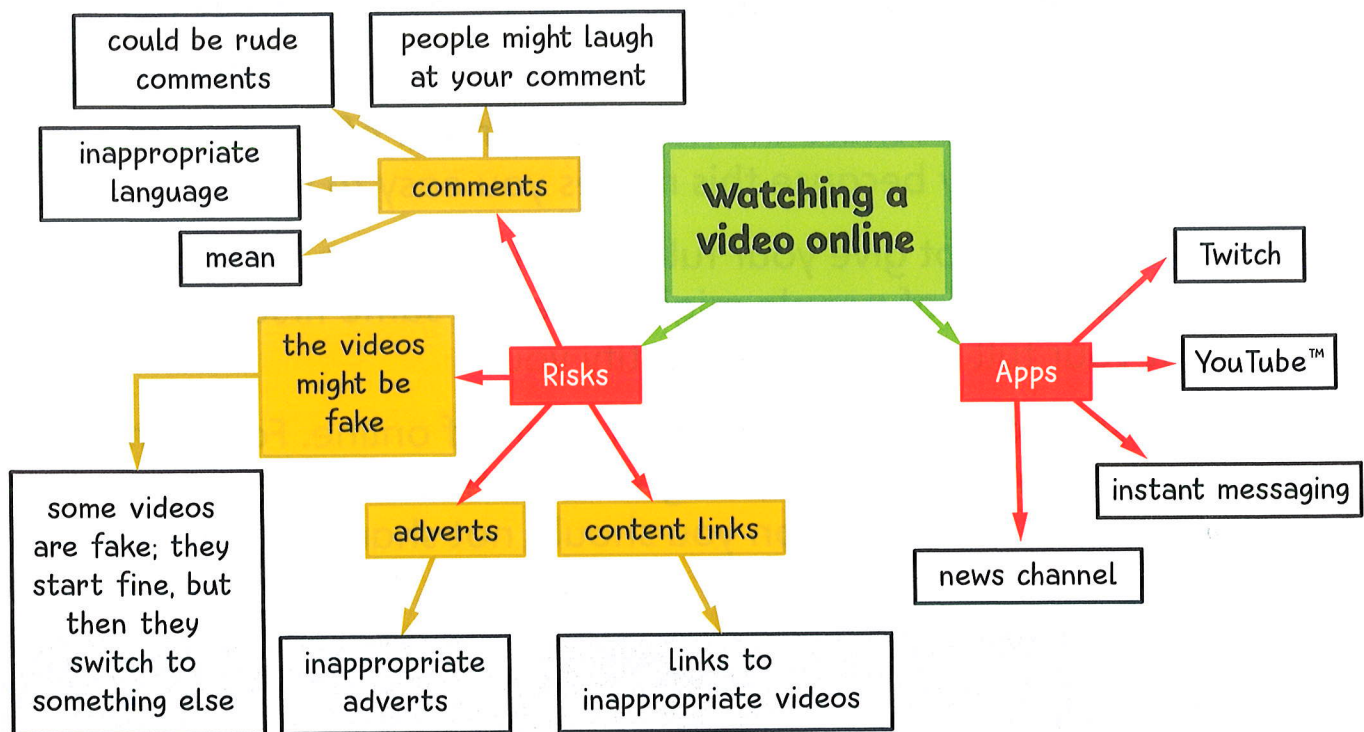 could be rude
comments
people might laugh
at your comment
inappropriate
language
comments
mean
Watching a
video online
Twitch
YouTube™
the videos
might be
fake
Risks
Apps
instant messaging
some videos
are fake; they
start fine, but
then they
switch to
something else
adverts
content links
news channel
inappropriate
adverts
links to
inappropriate videos